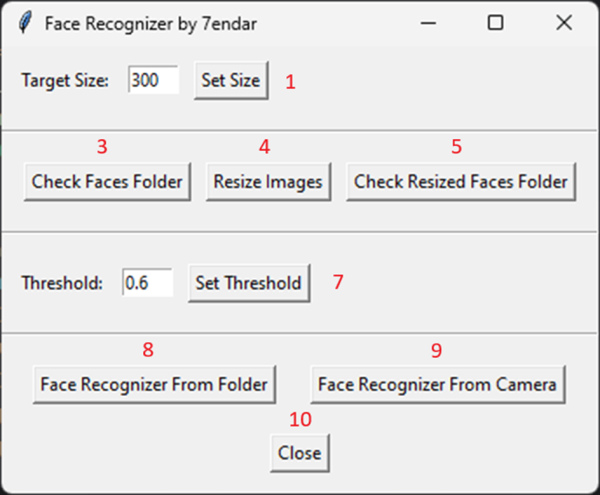 Face Recognizer by 7endar
Target Size: 300 Set Size 1
3 4 5
Check Faces Folder Resize Images Check Resized Faces Folder
Threshold: 0.6 Set Threshold 7
8 9
Face Recognizer From Folder Face Recognizer From Camera
10
Close